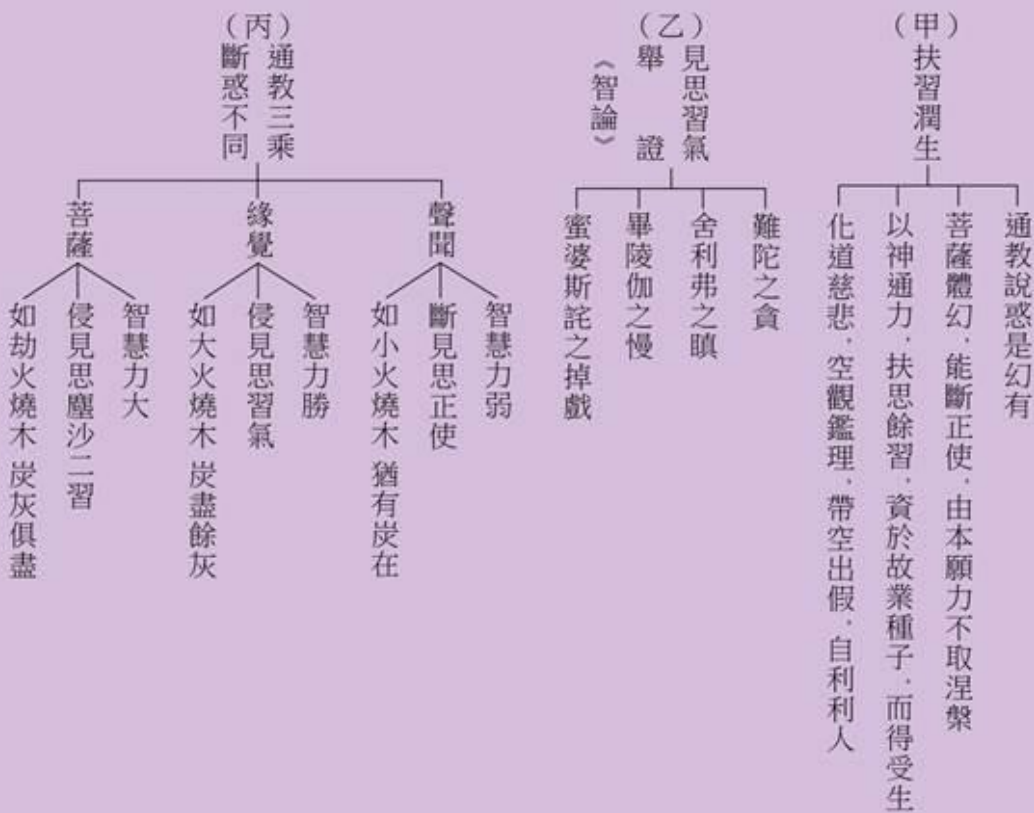 （甲）
扶習潤生
通教說惑是幻有
菩薩體幻．能斷正使．由本願力不取涅槃
以神通力．扶思餘習．資於故業種子．而得受生
化道慈悲．空觀鑑理．帶空出假．自利利人
（乙）
見思習氣
舉證
《智論》
難陀之貪
舍利弗之瞋
畢陵伽之慢
蜜婆斯詫之掉戲
（丙）
通教三乘
斷惑不同
聲聞
智慧力弱
斷見思正使
如小火燒木 猶有炭在
緣覺
智慧力勝
侵見思習氣
如大火燒木 炭盡餘灰
菩薩
智慧力大
侵見思塵沙二習
如劫火燒木 炭灰俱盡